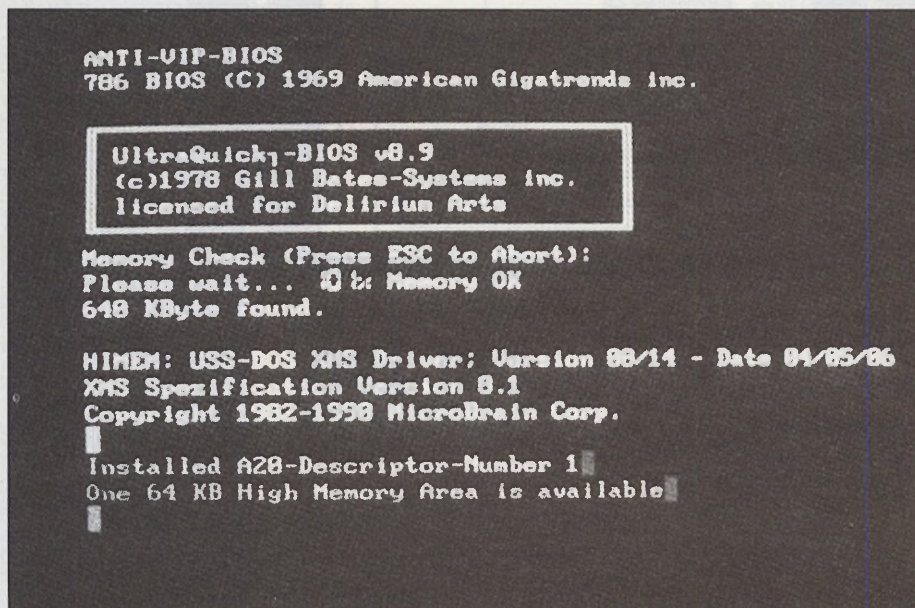 ANTI-VIP-BIOS
786 BIOS (C) 1969 American Gigatrends inc.
UltraQuick┐-BIOS v8.9
(c)1978 Gill Bates-Systems inc.
licensed for Delirium Arts
Memory Check (Press ESC to Abort):
Please wait... Memory OK
640 KByte found.
HIMEM: USS-DOS XMS Driver; Version 08/14 - Date 04/05/06
XMS Spezification Version 8.1
Copyright 1982-1990 MicroBrain Corp.
Installed A20-Descriptor-Number 1
One 64 KB High Memory Area is available